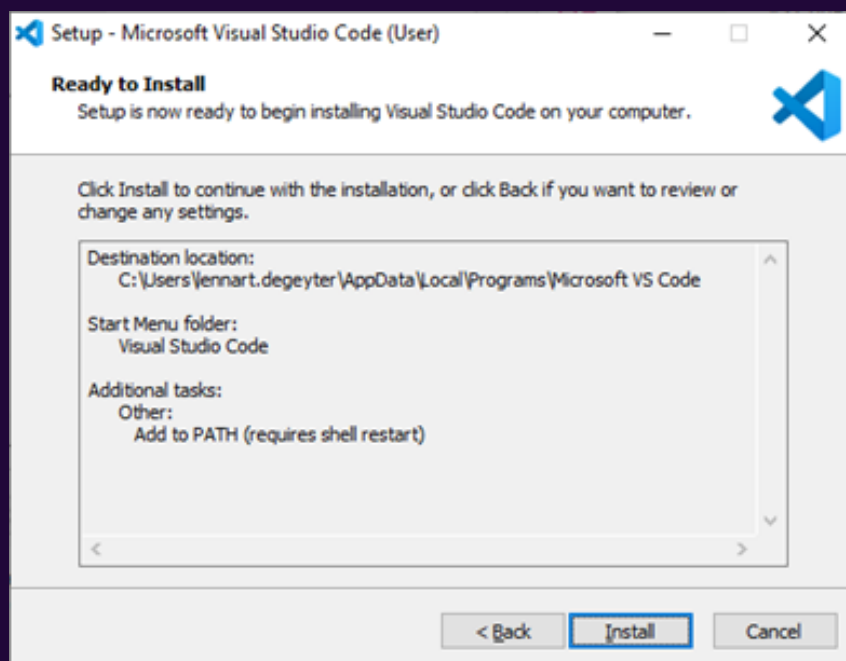 Setup - Microsoft Visual Studio Code (User)
Ready to Install
Setup is now ready to begin installing Visual Studio Code on your computer.
Click Install to continue with the installation, or click Back if you want to review or
change any settings.
Destination location:
C:\Users\lennart.degeyter\AppData\Local\Programs\Microsoft VS Code
Start Menu folder:
Visual Studio Code
Additional tasks:
Other:
Add to PATH (requires shell restart)
< Back
Install
Cancel